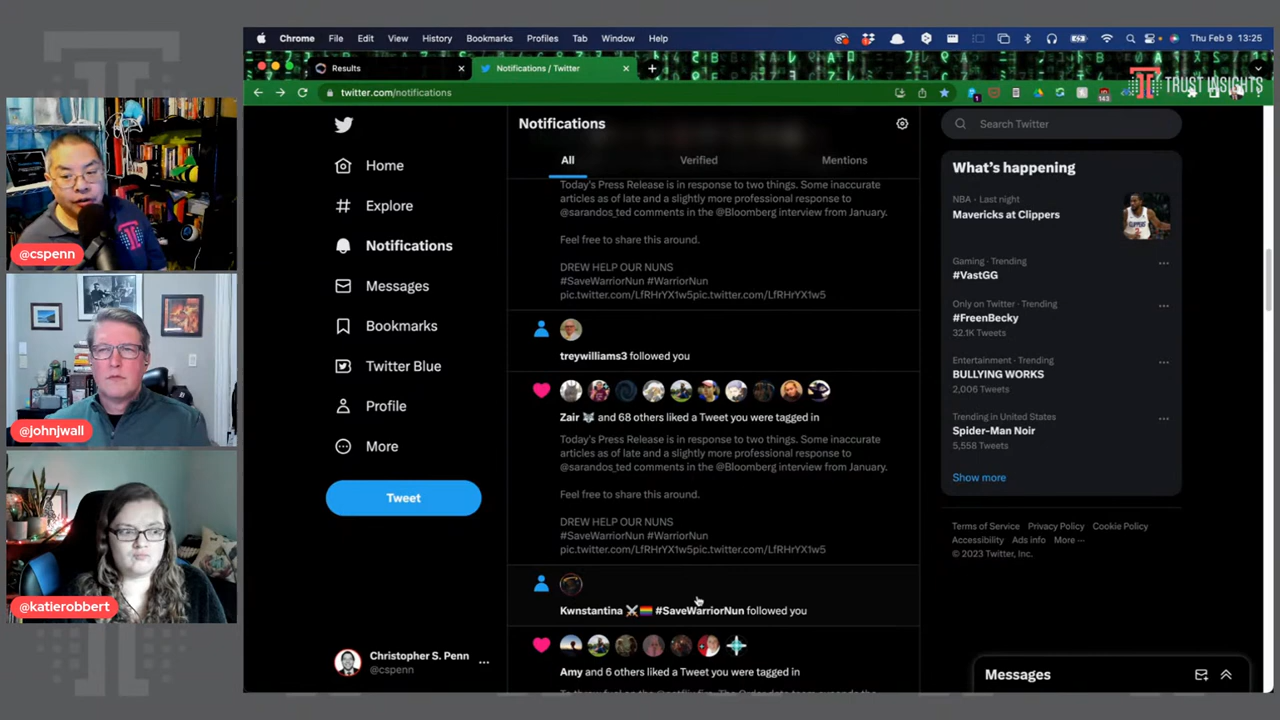 Chrome File Edit View History Bookmarks Profiles Tab Window Help
Thu Feb 9 13:25
Results
Notifications / Twitter
TRUST INSIGHTS
twitter.com/notifications
143
Home
Explore
Notifications
Messages
Bookmarks
Twitter Blue
Profile
More
Tweet
Christopher S. Penn
@cspenn
Notifications
All Verified Mentions
Today's Press Release is in response to two things. Some inaccurate
articles as of late and a slightly more professional response to
@sarandos_ted comments in the @Bloomberg interview from January.
Feel free to share this around.
DREW HELP OUR NUNS
#SaveWarriorNun #WarriorNun
pic.twitter.com/LfRHrYX1w5pic.twitter.com/LfRHrYX1w5
treywilliams3 followed you
Zair 🐺 and 68 others liked a Tweet you were tagged in
Today's Press Release is in response to two things. Some inaccurate
articles as of late and a slightly more professional response to
@sarandos_ted comments in the @Bloomberg interview from January.
Feel free to share this around.
DREW HELP OUR NUNS
#SaveWarriorNun #WarriorNun
pic.twitter.com/LfRHrYX1w5pic.twitter.com/LfRHrYX1w5
Kwnstantina ⚔️🏳️‍🌈 #SaveWarriorNun followed you
Amy and 6 others liked a Tweet you were tagged in
Search Twitter
What's happening
NBA · Last night
Mavericks at Clippers
Gaming · Trending
#VastGG
Only on Twitter · Trending
#FreenBecky
32.1K Tweets
Entertainment · Trending
BULLYING WORKS
2,006 Tweets
Trending in United States
Spider-Man Noir
5,558 Tweets
Show more
Terms of Service Privacy Policy Cookie Policy
Accessibility Ads info More ···
© 2023 Twitter, Inc.
Messages
@cspenn
@johnjwall
@katierobbert